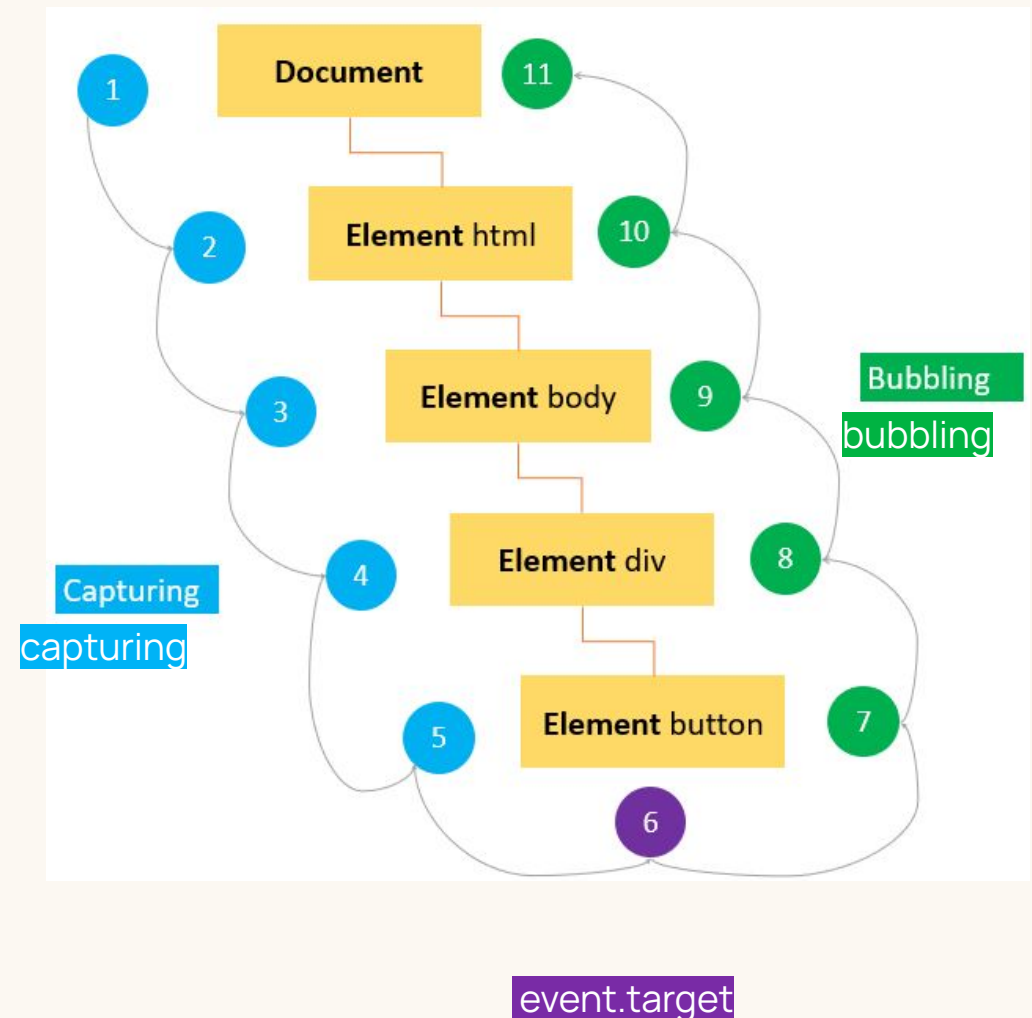 Document
1
11
Element html
2
10
Element body
3
9
Bubbling
bubbling
Element div
4
8
Capturing
capturing
Element button
5
7
6
event.target